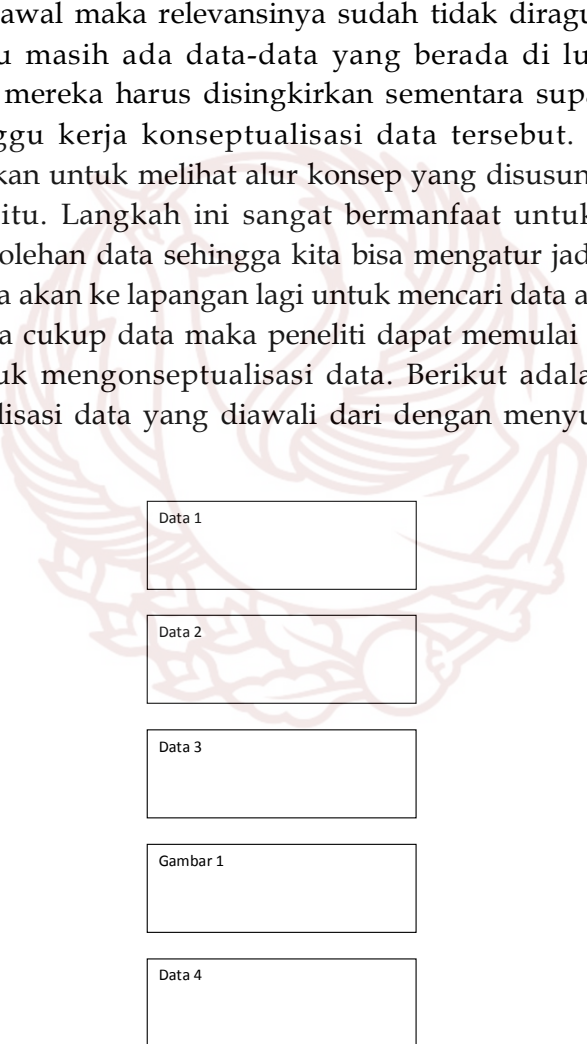 awal maka relevansinya sudah tidak diragu
u masih ada data-data yang berada di lu
mereka harus disingkirkan sementara supa
ggu kerja konseptualisasi data tersebut.
kan untuk melihat alur konsep yang disusun
itu. Langkah ini sangat bermanfaat untuk
olehan data sehingga kita bisa mengatur jad
a akan ke lapangan lagi untuk mencari data a
a cukup data maka peneliti dapat memulai
uk mengonseptualisasi data. Berikut adala
lisasi data yang diawali dari dengan menyu
Data 1
Data 2
Data 3
Gambar 1
Data 4